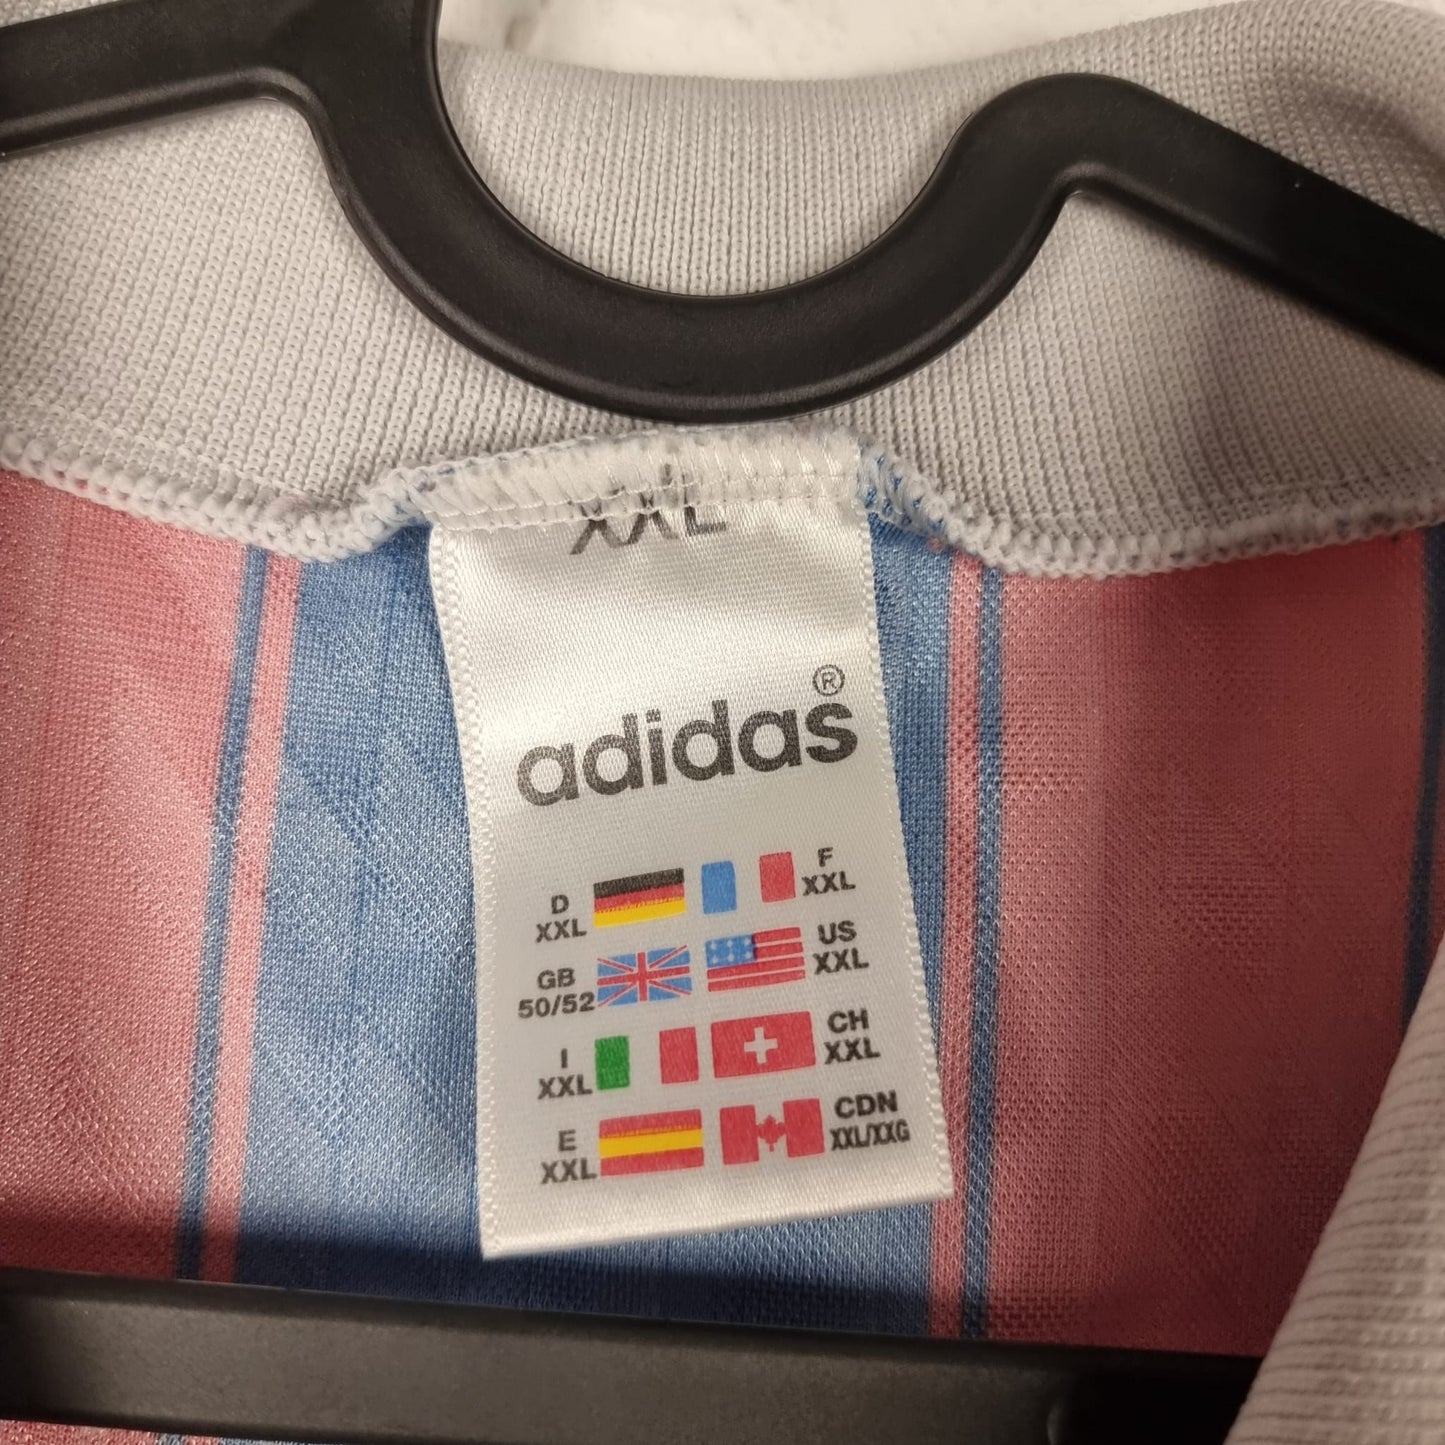 XXL
adidas®
D XXL F XXL
GB 50/52 US XXL
I XXL CH XXL
E XXL CDN XXL/XXG